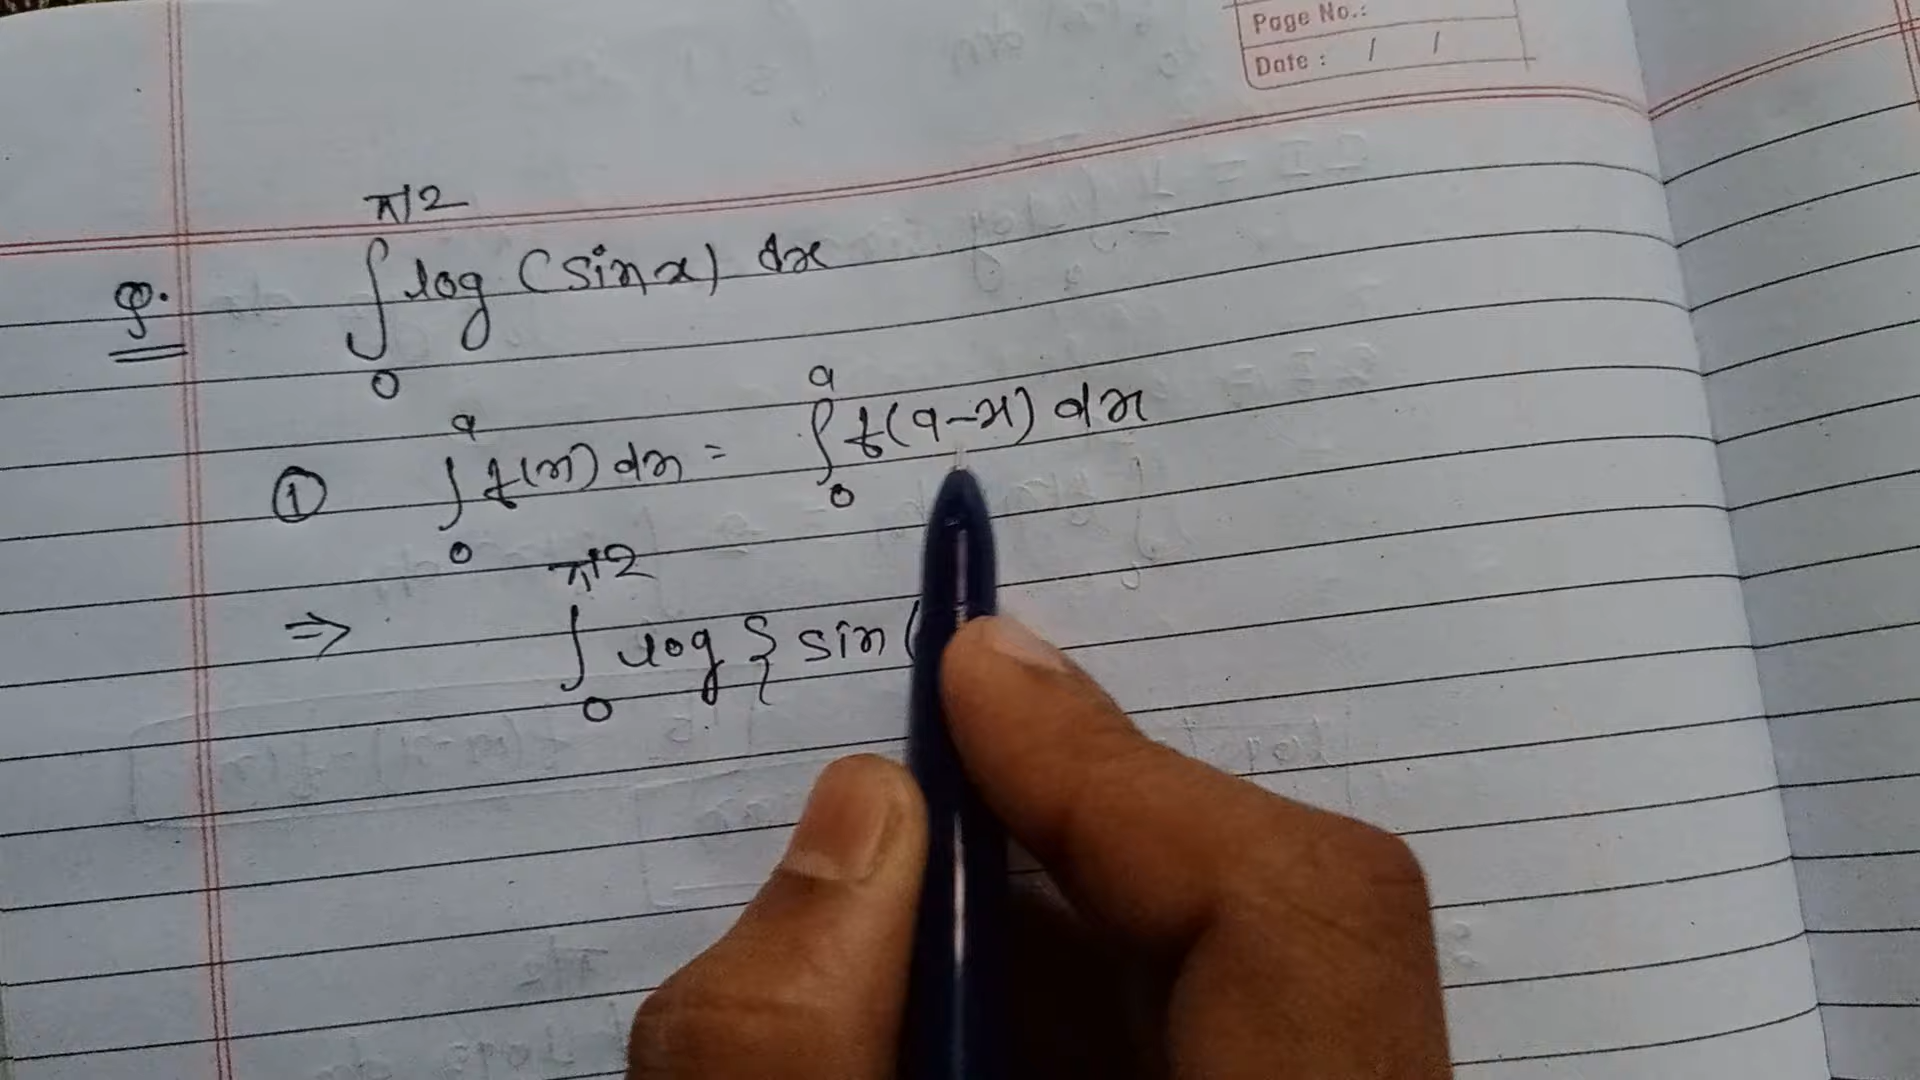 Page No.:
Date : / /
Q. ∫₀^π/2 log (sin x) dx
① ∫₀^a f(x) dx = ∫₀^a f(a-x) dx
⇒ ∫₀^π/2 log { sin (